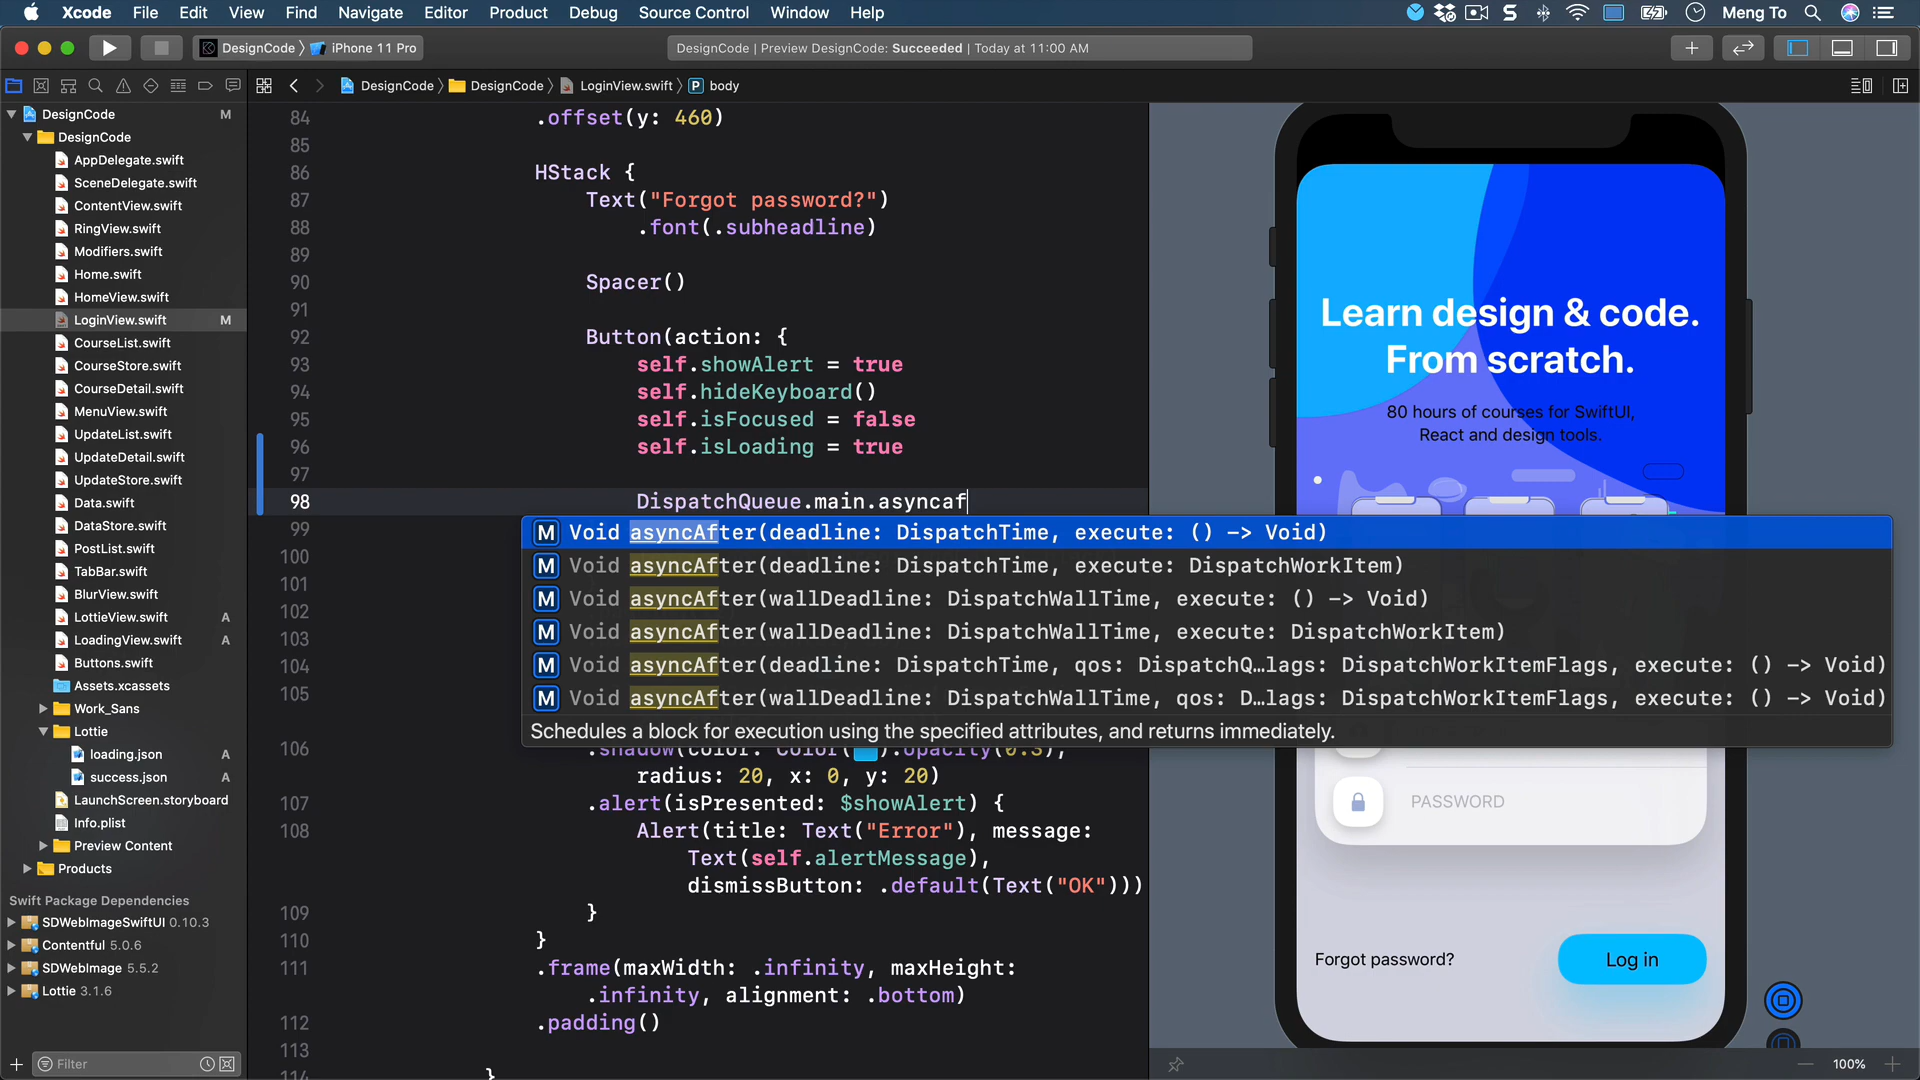 Xcode File Edit View Find Navigate Editor Product Debug Source Control Window Help Meng To
DesignCode iPhone 11 Pro
DesignCode | Preview DesignCode: Succeeded | Today at 11:00 AM
DesignCode DesignCode LoginView.swift P body
DesignCode M
DesignCode
AppDelegate.swift
SceneDelegate.swift
ContentView.swift
RingView.swift
Modifiers.swift
Home.swift
HomeView.swift
LoginView.swift M
CourseList.swift
CourseStore.swift
CourseDetail.swift
MenuView.swift
UpdateList.swift
UpdateDetail.swift
UpdateStore.swift
Data.swift
DataStore.swift
PostList.swift
TabBar.swift
BlurView.swift
LottieView.swift A
LoadingView.swift A
Buttons.swift
Assets.xcassets
Work_Sans
Lottie
loading.json A
success.json A
LaunchScreen.storyboard
Info.plist
Preview Content
Products
Swift Package Dependencies
SDWebImageSwiftUI 0.10.3
Contentful 5.0.6
SDWebImage 5.5.2
Lottie 3.1.6
Filter
84 .offset(y: 460)
85
86 HStack {
87 Text("Forgot password?")
88 .font(.subheadline)
89
90 Spacer()
91
92 Button(action: {
93 self.showAlert = true
94 self.hideKeyboard()
95 self.isFocused = false
96 self.isLoading = true
97
98 DispatchQueue.main.asyncaf
99
100
101
102
103
104
105
M Void asyncAfter(deadline: DispatchTime, execute: () -> Void)
M Void asyncAfter(deadline: DispatchTime, execute: DispatchWorkItem)
M Void asyncAfter(wallDeadline: DispatchWallTime, execute: () -> Void)
M Void asyncAfter(wallDeadline: DispatchWallTime, execute: DispatchWorkItem)
M Void asyncAfter(deadline: DispatchTime, qos: DispatchQ…lags: DispatchWorkItemFlags, execute: () -> Void)
M Void asyncAfter(wallDeadline: DispatchWallTime, qos: D…lags: DispatchWorkItemFlags, execute: () -> Void)
Schedules a block for execution using the specified attributes, and returns immediately.
106 .shadow(color: Color( ).opacity(0.3),
radius: 20, x: 0, y: 20)
107 .alert(isPresented: $showAlert) {
108 Alert(title: Text("Error"), message:
Text(self.alertMessage),
dismissButton: .default(Text("OK")))
109 }
110 }
111 .frame(maxWidth: .infinity, maxHeight:
.infinity, alignment: .bottom)
112 .padding()
113
114 }
Learn design & code.
From scratch.
80 hours of courses for SwiftUI,
React and design tools.
PASSWORD
Forgot password? Log in
100%